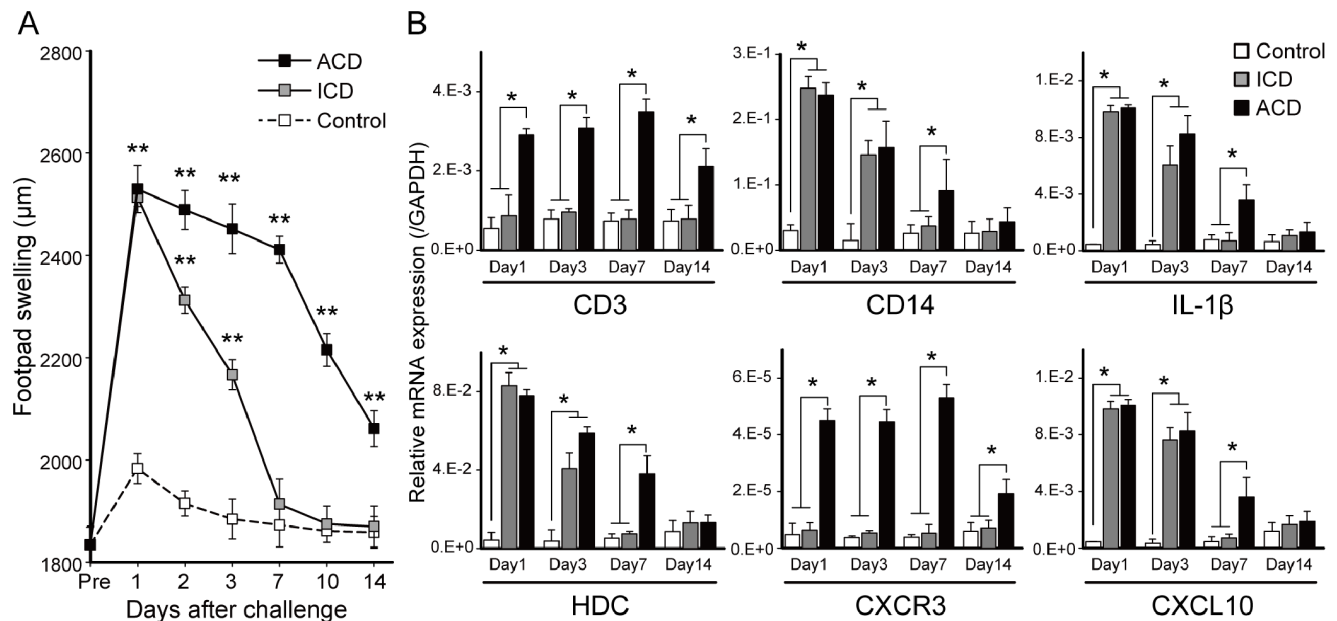 A
2800
2600
2400
2200
2000
1800
Footpad swelling (μm)
ACD
ICD
Control
**
**
**
**
**
**
**
**
Pre 1 2 3 7 10 14
Days after challenge
B
Relative mRNA expression (/GAPDH)
4.E-3
2.E-3
0.E+0
*
*
*
*
Day1 Day3 Day7 Day14
CD3
3.E-1
2.E-1
1.E-1
0.E+0
*
*
*
Day1 Day3 Day7 Day14
CD14
1.E-2
8.E-3
4.E-3
0.E+0
*
*
*
Day1 Day3 Day7 Day14
IL-1β
Control
ICD
ACD
8.E-2
4.E-2
0.E+0
*
*
*
Day1 Day3 Day7 Day14
HDC
6.E-5
4.E-5
2.E-5
0.E+0
*
*
*
*
Day1 Day3 Day7 Day14
CXCR3
1.E-2
8.E-3
4.E-3
0.E+0
*
*
*
Day1 Day3 Day7 Day14
CXCL10